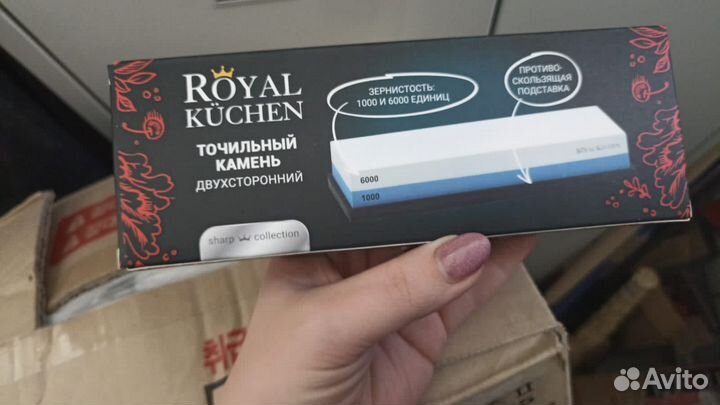 ROYAL
KÜCHEN
ТОЧИЛЬНЫЙ
КАМЕНЬ
ДВУХСТОРОННИЙ
sharp collection
ЗЕРНИСТОСТЬ:
1000 И 6000 ЕДИНИЦ
ПРОТИВО-
СКОЛЬЗЯЩАЯ
ПОДСТАВКА
6000
1000
Avito